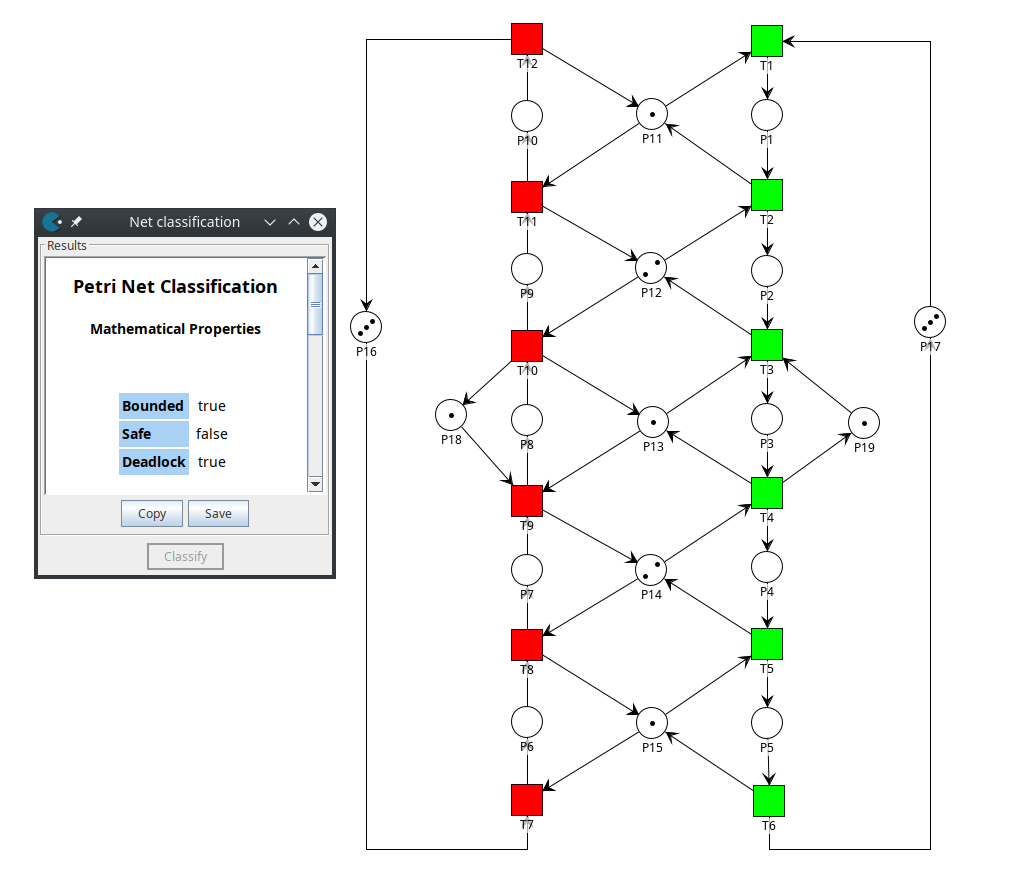 Net classification
Results
Petri Net Classification
Mathematical Properties
Bounded true
Safe false
Deadlock true
Copy Save
Classify
T12 T1
P10 P11 P1
T11 T2
P9 P12 P2
P16 P17
T10 T3
P18 P8 P13 P3 P19
T9 T4
P7 P14 P4
T8 T5
P6 P15 P5
T7 T6